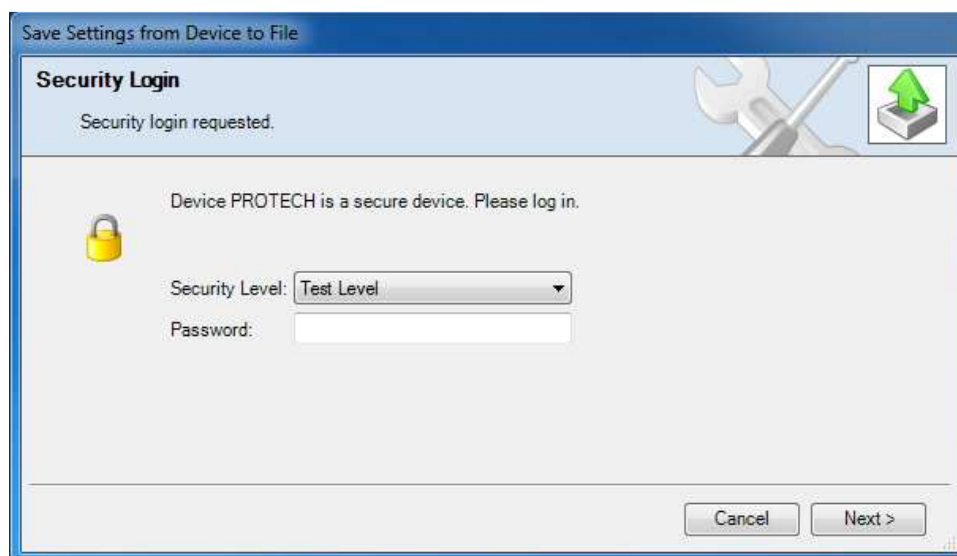 Save Settings from Device to File
Security Login
Security login requested.
Device PROTECH is a secure device. Please log in.
Security Level: Test Level
Password:
Cancel Next >